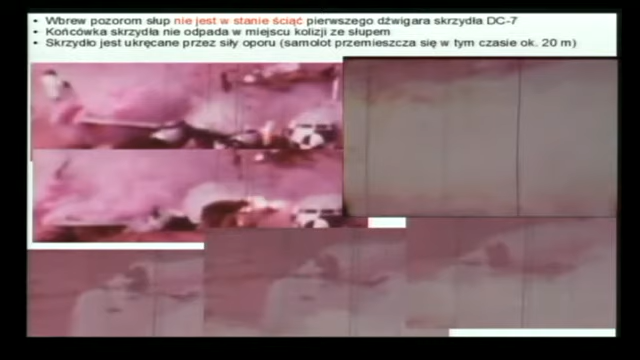 • Wbrew pozorom słup nie jest w stanie ściąć pierwszego dźwigara skrzydła DC-7
• Końcówka skrzydła nie odpada w miejscu kolizji ze słupem
• Skrzydło jest ukręcane przez siły oporu (samolot przemieszcza się w tym czasie ok. 20 m)